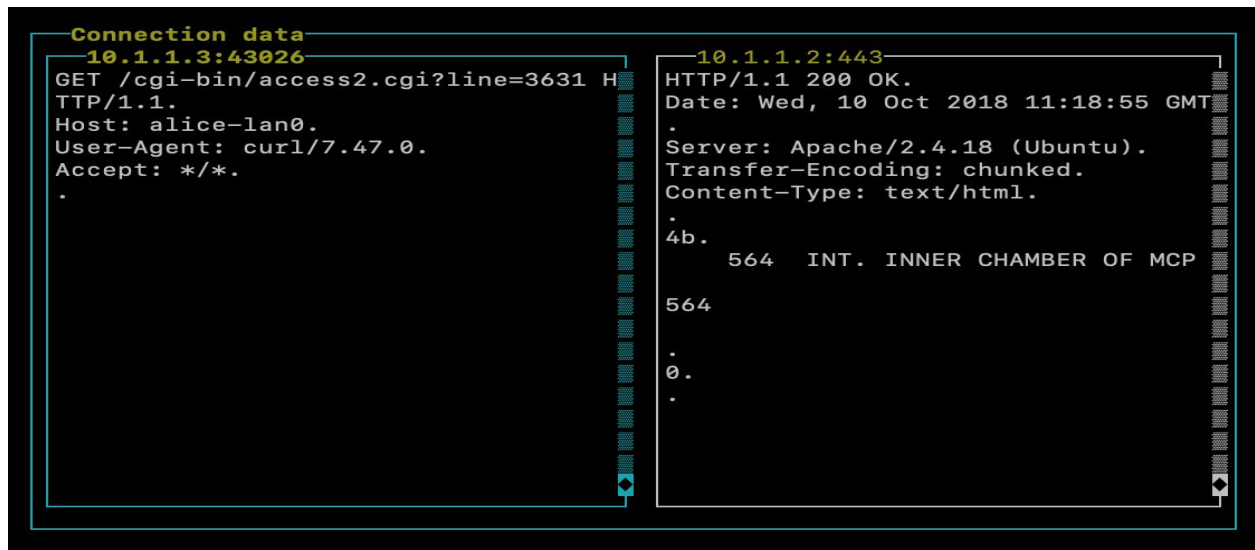 Connection data
10.1.1.3:43026
GET /cgi-bin/access2.cgi?line=3631 H
TTP/1.1.
Host: alice-lan0.
User-Agent: curl/7.47.0.
Accept: */*.
.
10.1.1.2:443
HTTP/1.1 200 OK.
Date: Wed, 10 Oct 2018 11:18:55 GMT
.
Server: Apache/2.4.18 (Ubuntu).
Transfer-Encoding: chunked.
Content-Type: text/html.
.
4b.
    564  INT. INNER CHAMBER OF MCP
564
.
0.
.